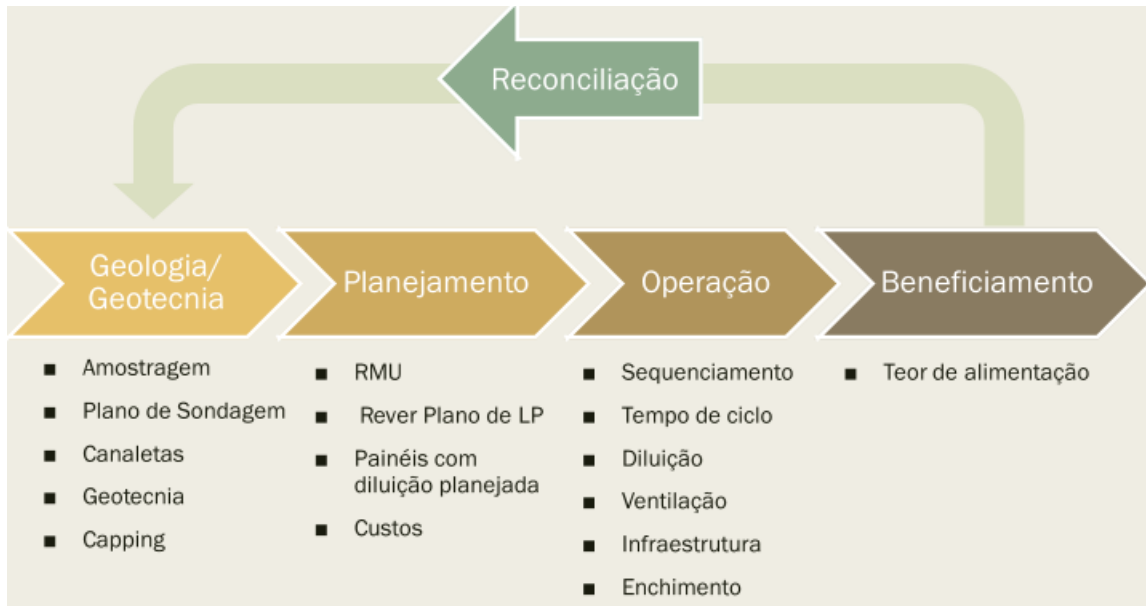 Reconciliação
Geologia/
Geotecnia
Planejamento
Operação
Beneficiamento
■ Amostragem
■ Plano de Sondagem
■ Canaletas
■ Geotecnia
■ Capping
■ RMU
■ Rever Plano de LP
■ Painéis com
diluição planejada
■ Custos
■ Sequenciamento
■ Tempo de ciclo
■ Diluição
■ Ventilação
■ Infraestrutura
■ Enchimento
■ Teor de alimentação